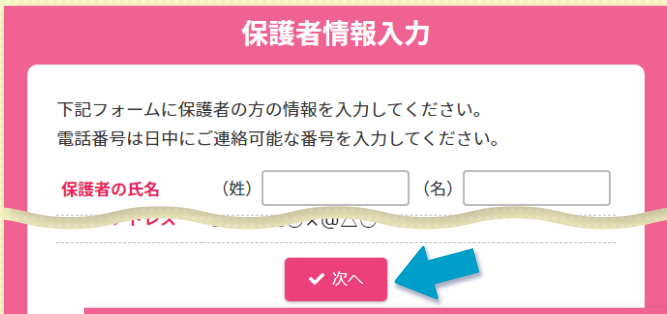 保護者情報入力
下記フォームに保護者の方の情報を入力してください。
電話番号は日中にご連絡可能な番号を入力してください。
保護者の氏名 （姓） （名）
次へ